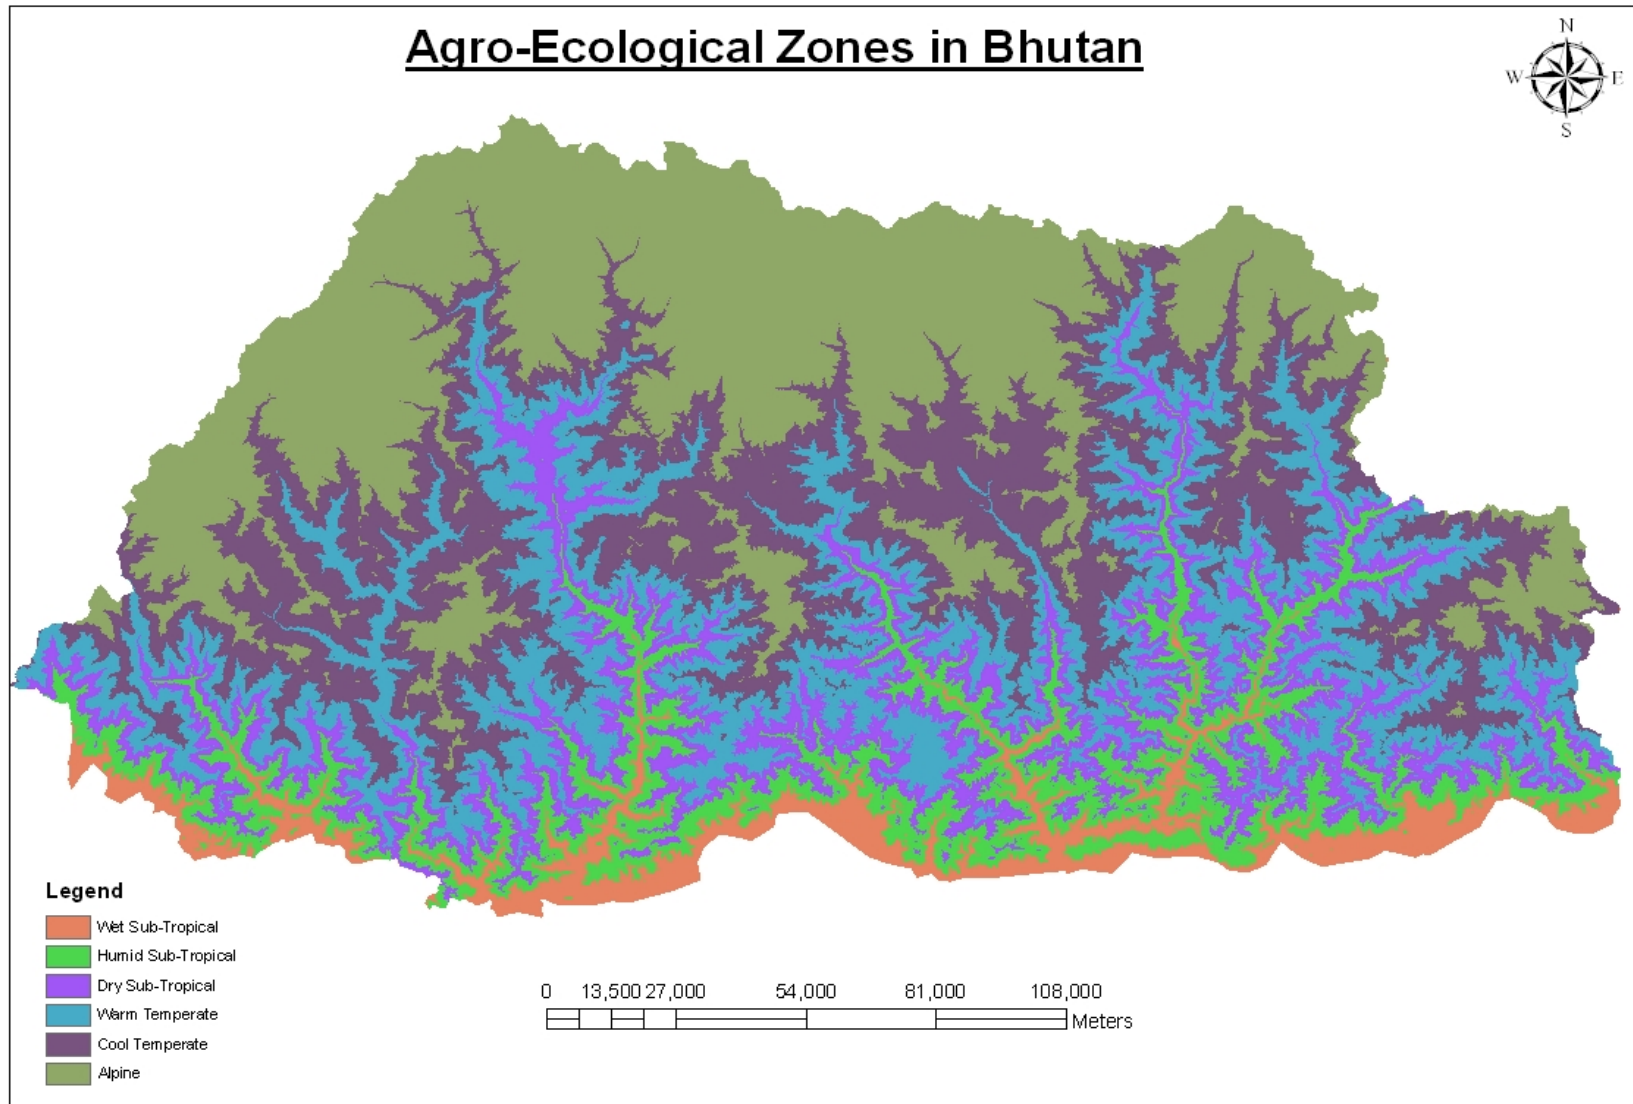 Agro-Ecological Zones in Bhutan
N
W E
S
Legend
Wet Sub-Tropical
Humid Sub-Tropical
Dry Sub-Tropical
Warm Temperate
Cool Temperate
Alpine
0 13,500 27,000 54,000 81,000 108,000
Meters